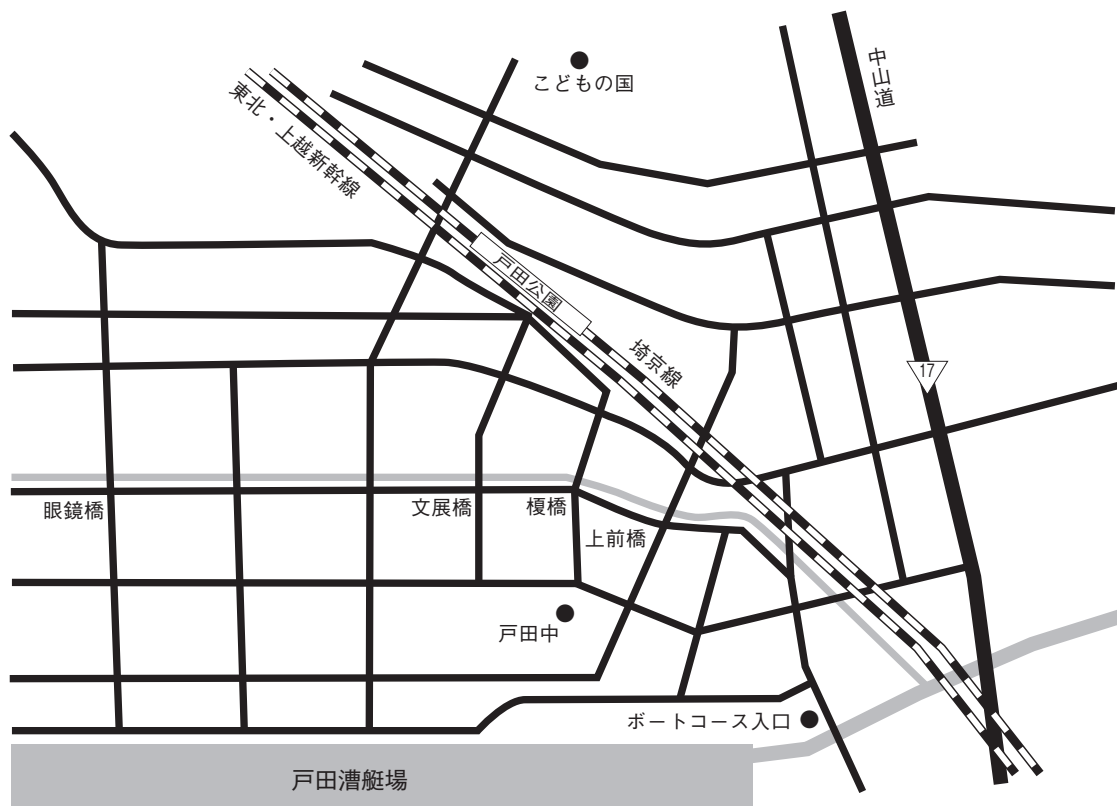 こどもの国
中山道
東北・上越新幹線
戸田公園
埼京線
17
眼鏡橋
文展橋
榎橋
上前橋
戸田中
ボートコース入口
戸田漕艇場